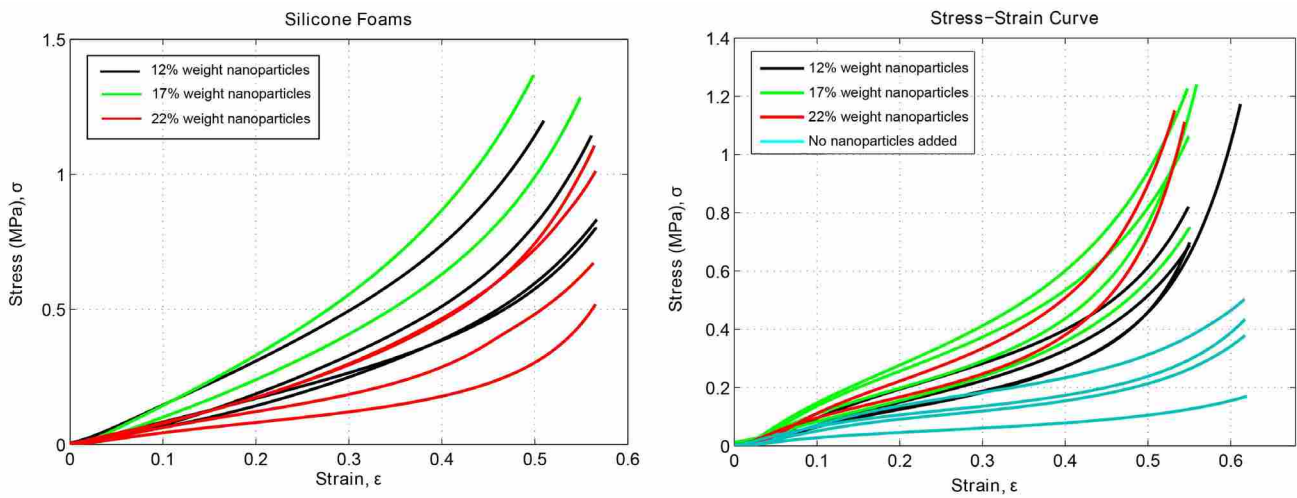 Silicone Foams
1.5
1
0.5
0
Stress (MPa), σ
12% weight nanoparticles
17% weight nanoparticles
22% weight nanoparticles
0 0.1 0.2 0.3 0.4 0.5 0.6
Strain, ε
Stress−Strain Curve
1.4
1.2
1
0.8
0.6
0.4
0.2
0
Stress (MPa), σ
12% weight nanoparticles
17% weight nanoparticles
22% weight nanoparticles
No nanoparticles added
0 0.1 0.2 0.3 0.4 0.5 0.6
Strain, ε